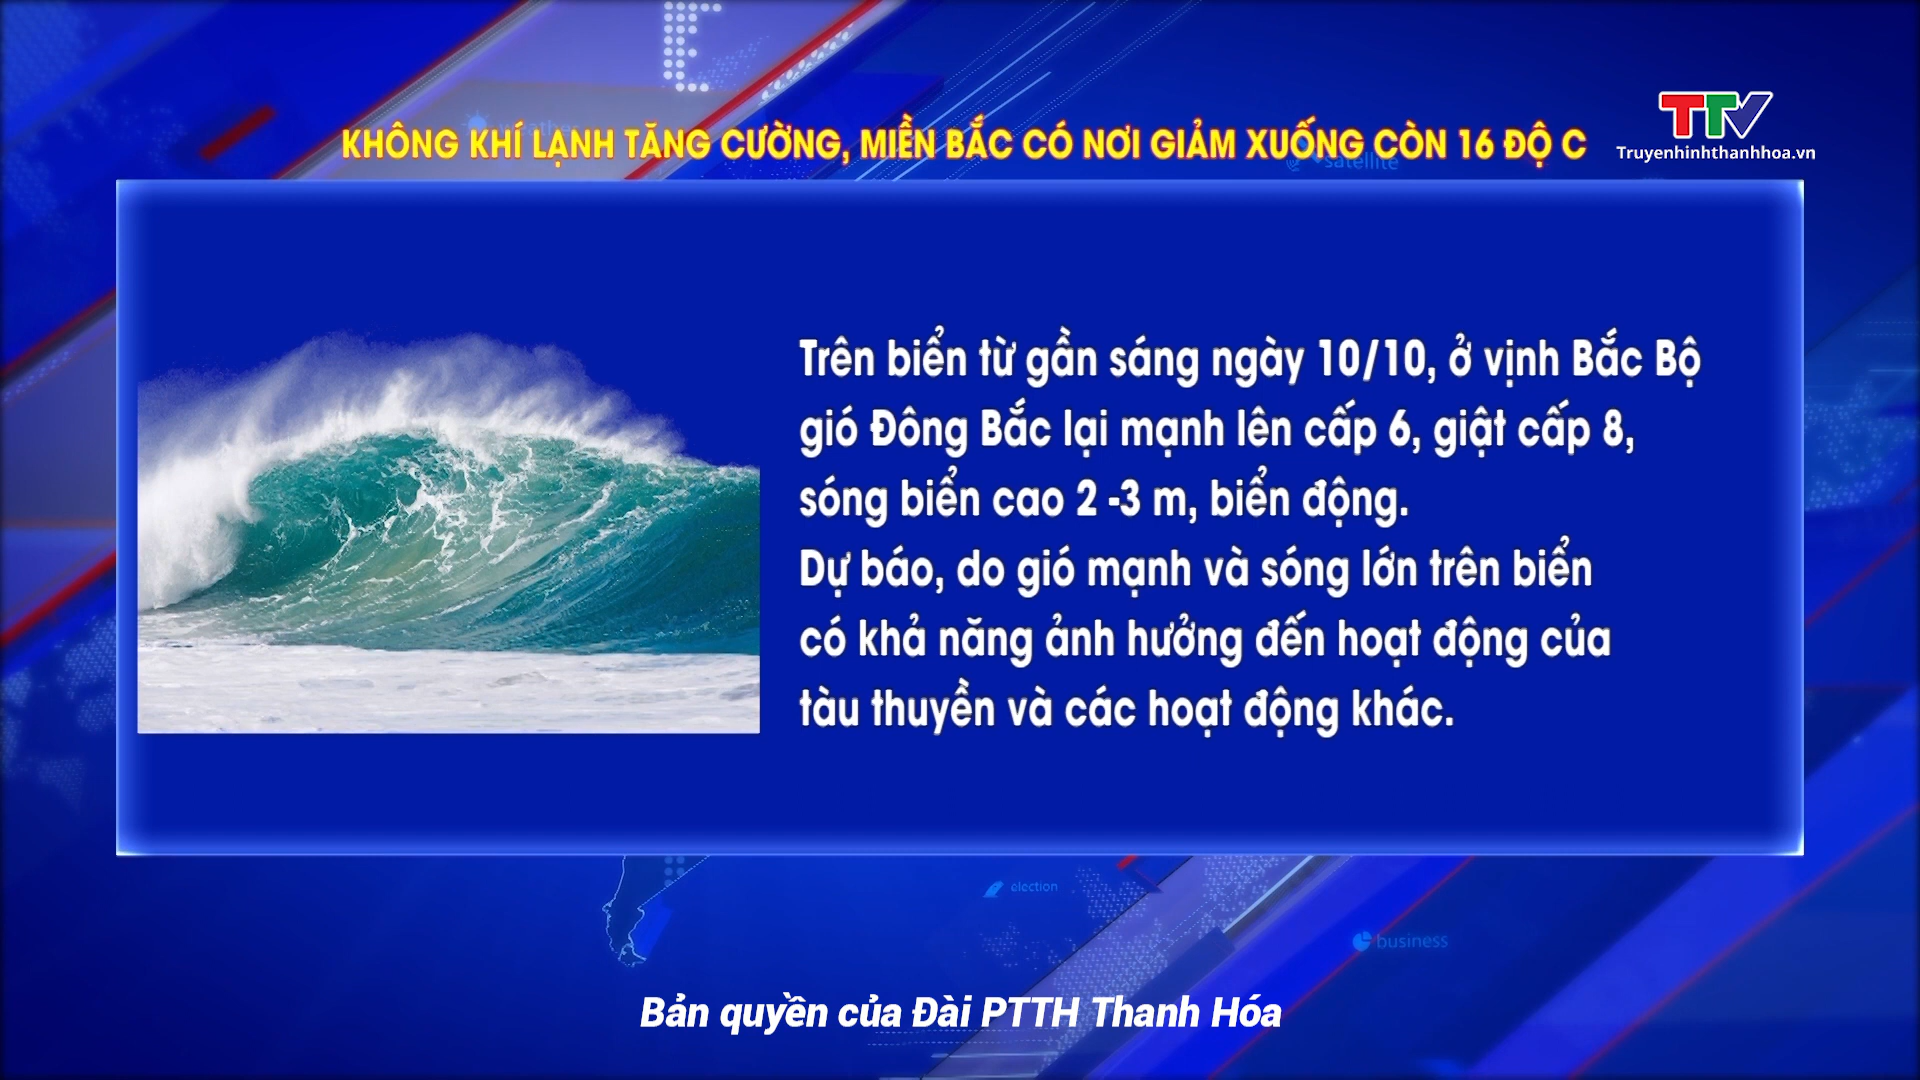 E
weather
KHÔNG KHÍ LẠNH TĂNG CƯỜNG, MIỀN BẮC CÓ NƠI GIẢM XUỐNG CÒN 16 ĐỘ C
TTV
Truyenhinhthanhhoa.vn
satellite
Trên biển từ gần sáng ngày 10/10, ở vịnh Bắc Bộ
gió Đông Bắc lại mạnh lên cấp 6, giật cấp 8,
sóng biển cao 2 -3 m, biển động.
Dự báo, do gió mạnh và sóng lớn trên biển
có khả năng ảnh hưởng đến hoạt động của
tàu thuyền và các hoạt động khác.
election
business
Bản quyền của Đài PTTH Thanh Hóa